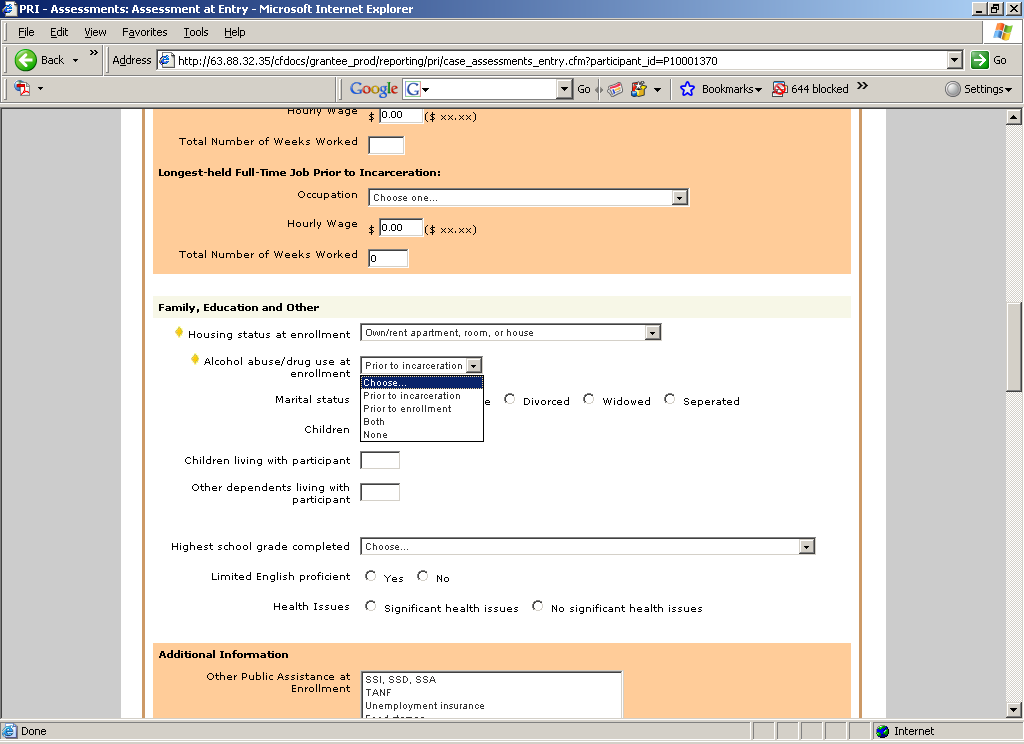 PRI - Assessments: Assessment at Entry - Microsoft Internet Explorer
File Edit View Favorites Tools Help
Back » Address http://63.88.32.35/cfdocs/grantee_prod/reporting/pri/case_assessments_entry.cfm?participant_id=P10001370 Go
Google G Go Bookmarks 644 blocked » Settings
Hourly Wage $ 0.00 ($ xx.xx)
Total Number of Weeks Worked
Longest-held Full-Time Job Prior to Incarceration:
Occupation Choose one...
Hourly Wage $ 0.00 ($ xx.xx)
Total Number of Weeks Worked 0
Family, Education and Other
Housing status at enrollment Own/rent apartment, room, or house
Alcohol abuse/drug use at
enrollment
Prior to incarceration
Choose...
Prior to incarceration
Prior to enrollment
Both
None
Marital status e Divorced Widowed Seperated
Children
Children living with participant
Other dependents living with
participant
Highest school grade completed Choose...
Limited English proficient Yes No
Health Issues Significant health issues No significant health issues
Additional Information
Other Public Assistance at
Enrollment
SSI, SSD, SSA
TANF
Unemployment insurance
Food stamps
Done Internet